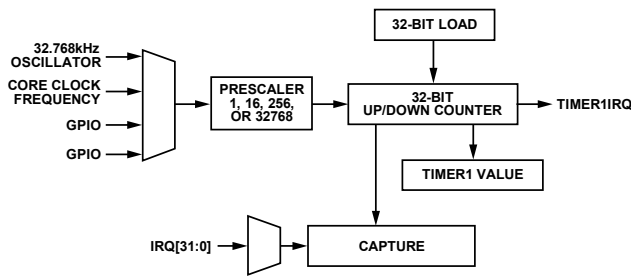 32-BIT LOAD
32.768kHz
OSCILLATOR
CORE CLOCK
FREQUENCY
GPIO
GPIO
PRESCALER
1, 16, 256,
OR 32768
32-BIT
UP/DOWN COUNTER
TIMER1IRQ
TIMER1 VALUE
IRQ[31:0]
CAPTURE